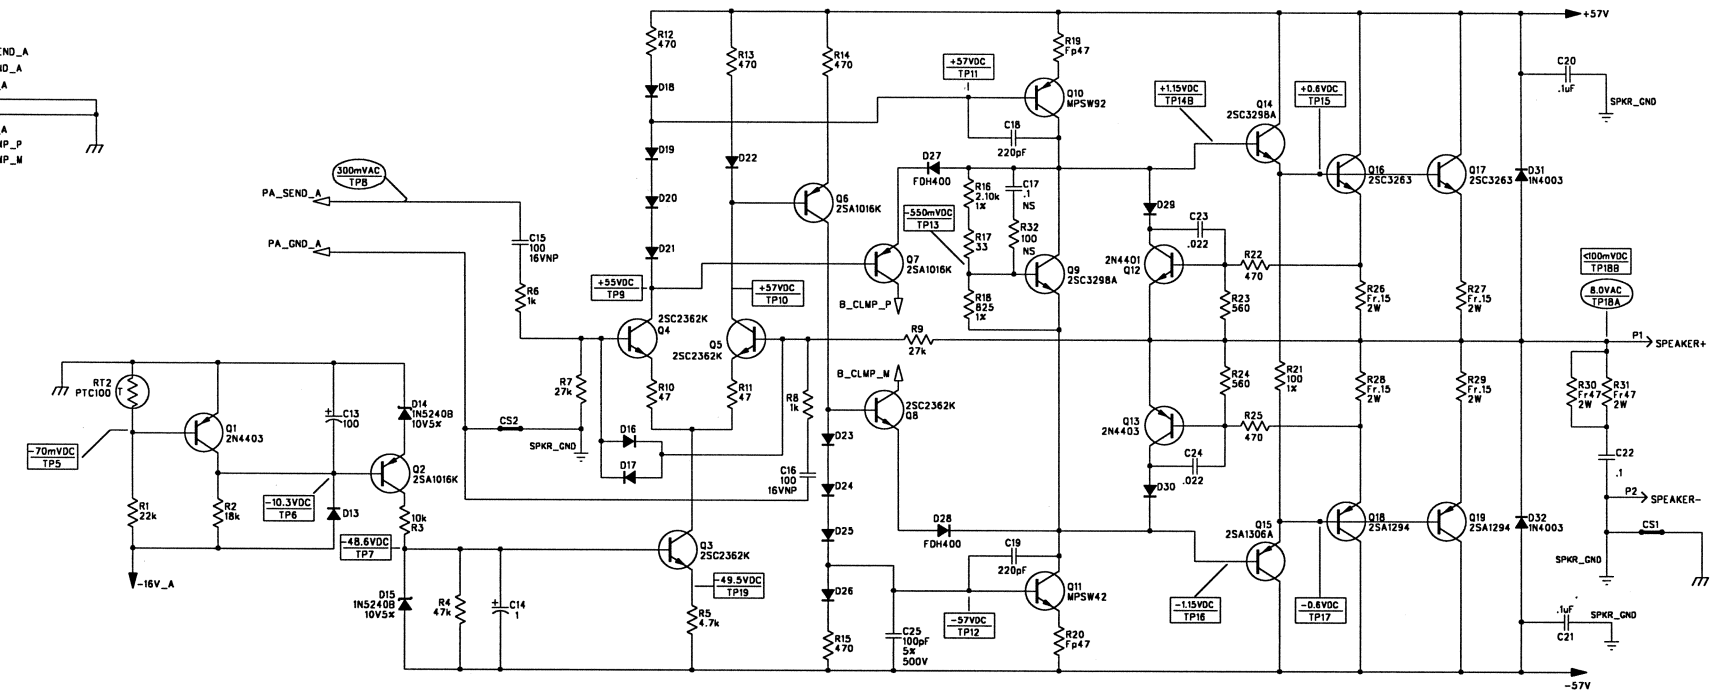 END_A
ND_A
_A
_A
MP_P
MP_M
+57V
R12
470
R13
470
R14
470
R19
Fp47
D18
+57VDC
TP11
Q10
MPSW92
C18
220pF
+1.15VDC
TP14B
Q14
2SC3298A
+0.6VDC
TP15
C20
.1uF
SPKR_GND
D19
D22
D27
FDH400
R16
2.10k
1%
C17
.1
NS
Q16
2SC3263
Q17
2SC3263
D31
1N4003
300mVAC
TP8
PA_SEND_A
D20
Q6
2SA1016K
-550mVDC
TP13
R17
33
R32
100
NS
D29
C23
.022
PA_GND_A
C15
100
16VNP
D21
Q7
2SA1016K
Q9
2SC3298A
2N4401
Q12
R22
470
<100mVDC
TP18B
8.0VAC
TP18A
R6
1k
+55VDC
TP9
+57VDC
TP10
B_CLMP_P
R18
825
1%
R23
560
R26
Fr.15
2W
R27
Fr.15
2W
2SC2362K
Q4
Q5
2SC2362K
R9
27k
P1
SPEAKER+
RT2
PTC100
T
R7
27k
R10
47
R11
47
R8
1k
B_CLMP_M
2SC2362K
Q8
R24
560
R21
100
1%
R28
Fr.15
2W
R29
Fr.15
2W
R30
Fr47
2W
R31
Fr47
2W
D14
1N5240B
10V5%
C13
100
Q1
2N4403
CS2
SPKR_GND
D16
D17
Q13
2N4403
R25
470
-70mVDC
TP5
Q2
2SA1016K
D23
C16
100
16VNP
C24
.022
C22
.1
D24
D30
P2
SPEAKER-
R1
22k
R2
18k
-10.3VDC
TP6
D13
10k
R3
D25
D28
FDH400
Q15
2SA1306A
Q18
2SA1294
Q19
2SA1294
D32
1N4003
CS1
-48.6VDC
TP7
Q3
2SC2362K
C19
220pF
SPKR_GND
-16V_A
D15
1N5240B
10V5%
R4
47k
C14
1
-49.5VDC
TP19
D26
Q11
MPSW42
-1.15VDC
TP16
-0.6VDC
TP17
R5
4.7k
-57VDC
TP12
R15
470
C25
100pF
5%
500V
R20
Fp47
.1uF
C21
SPKR_GND
-57V